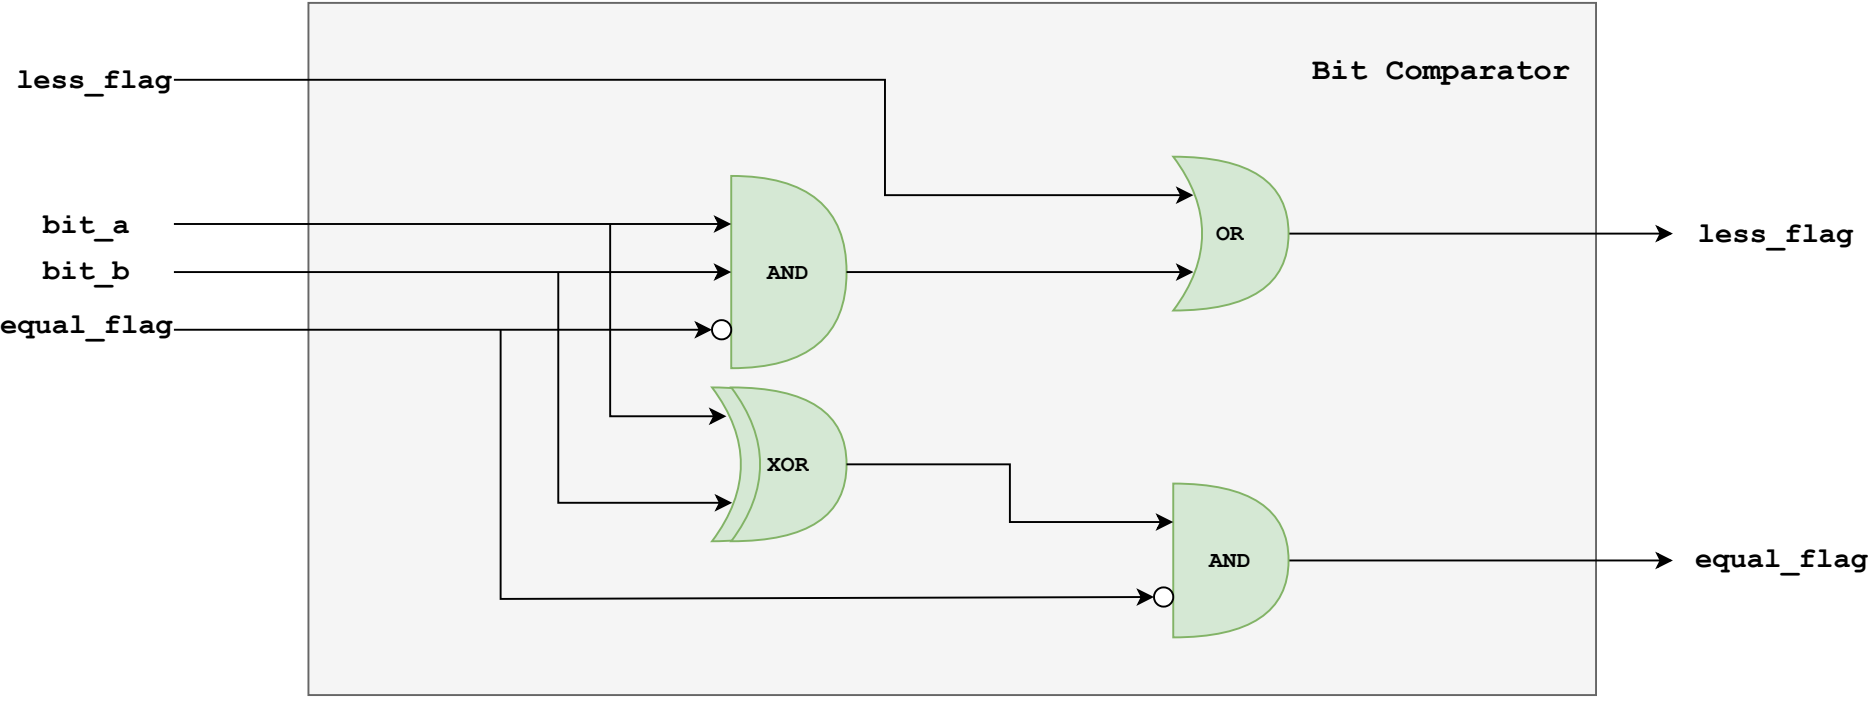 Bit Comparator
less_flag
bit_a
bit_b
equal_flag
AND
XOR
OR
AND
less_flag
equal_flag